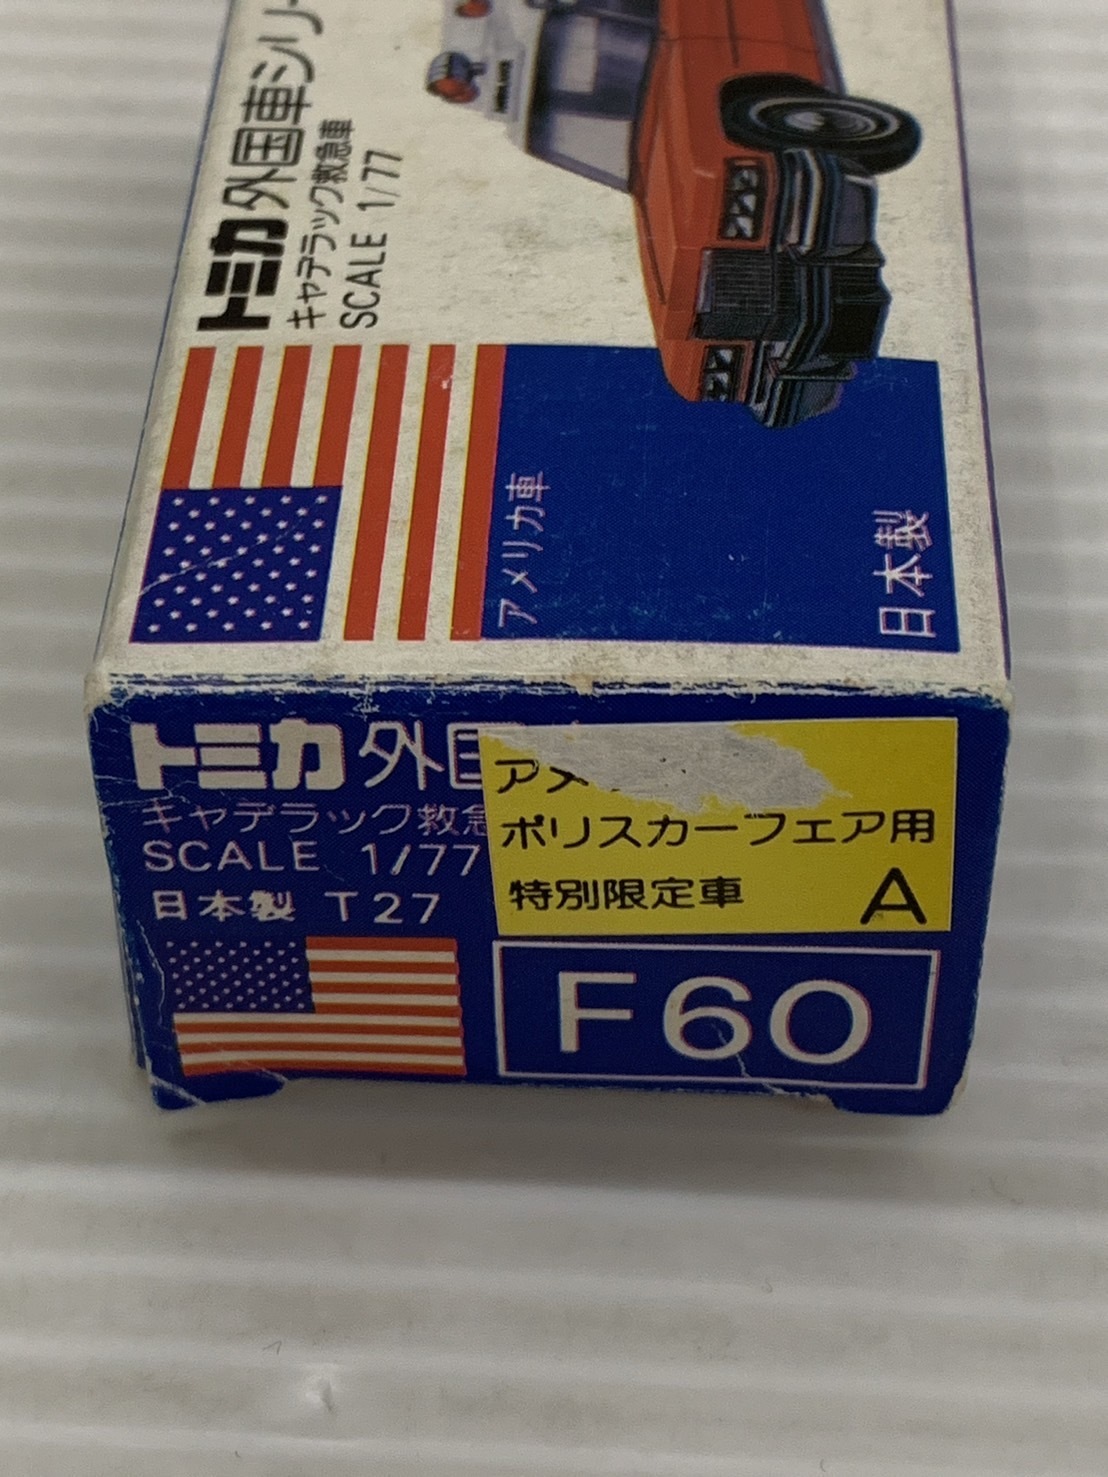 トミカ外国車シリー
キャデラック救急車
SCALE 1/77
アメリカ車
日本製
トミカ外国
キャデラック救急
SCALE 1/77
日本製 T27
アメ
ポリスカーフェア用
特別限定車 A
F60